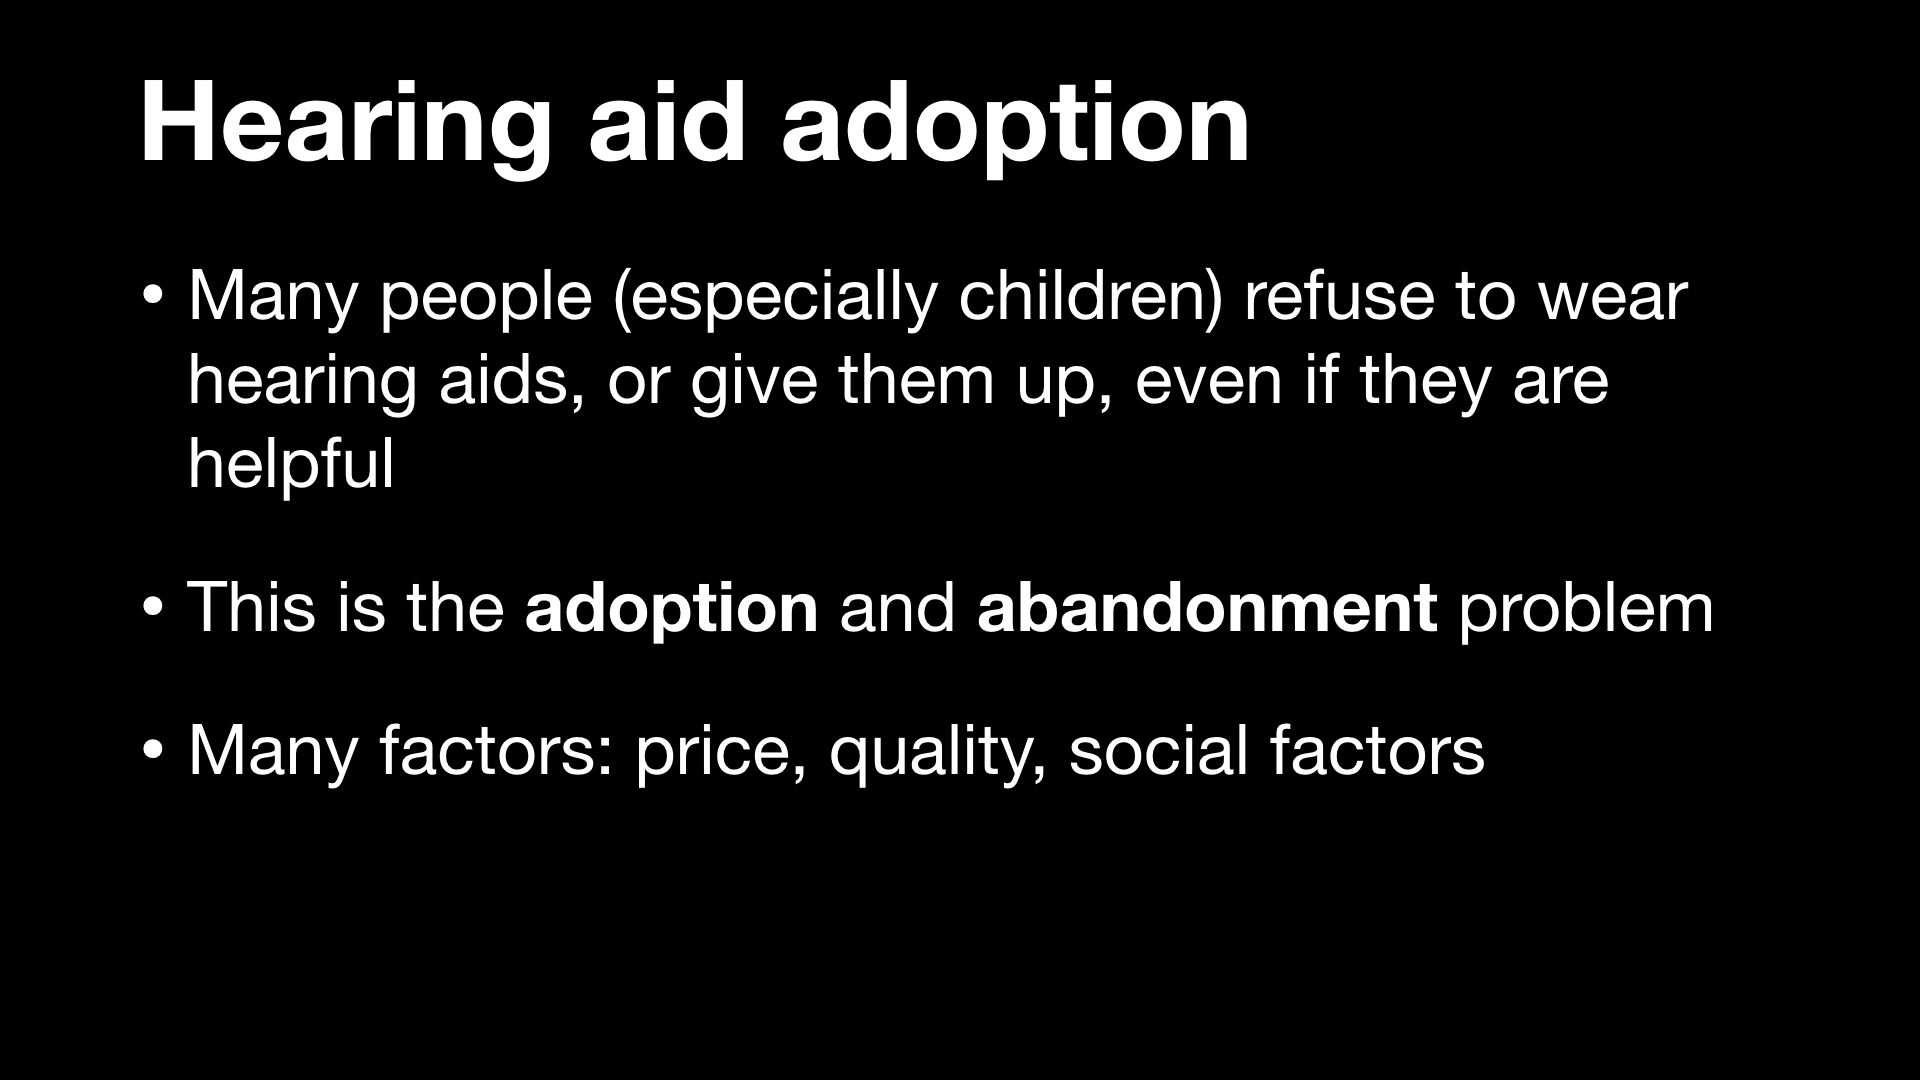 Hearing aid adoption
• Many people (especially children) refuse to wear
hearing aids, or give them up, even if they are
helpful
• This is the adoption and abandonment problem
• Many factors: price, quality, social factors